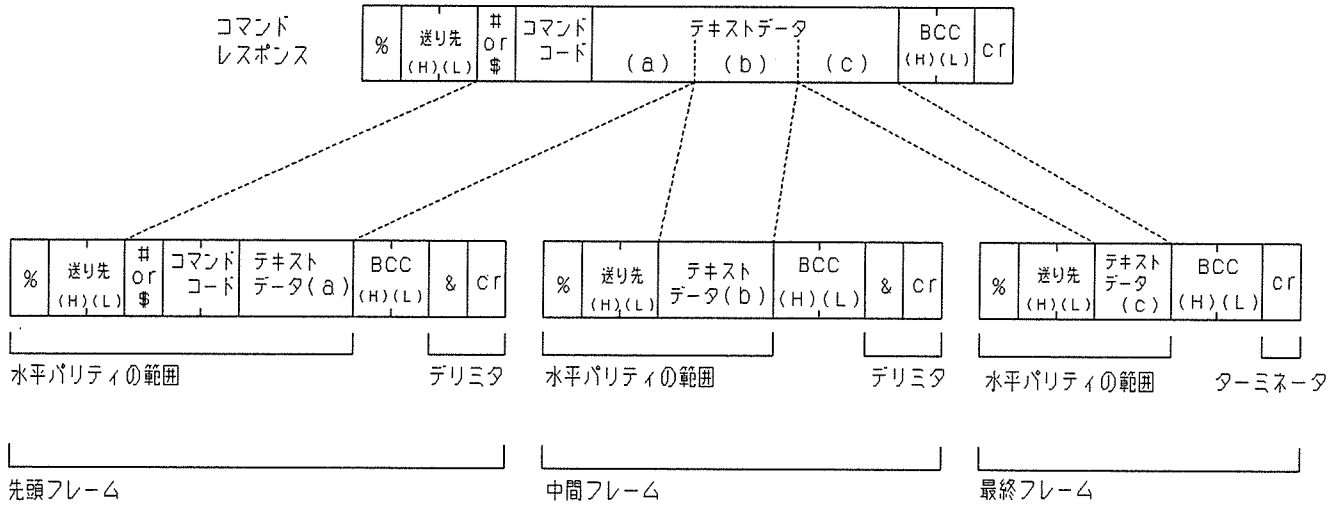 コマンド
レスポンス
%
送り先
(H)(L)
#
or
$
コマンド
コード
テキストデータ
(a)
(b)
(c)
BCC
(H)(L)
cr
%
送り先
(H)(L)
#
or
$
コマンド
コード
テキスト
データ(a)
BCC
(H)(L)
&
cr
%
送り先
(H)(L)
テキスト
データ(b)
BCC
(H)(L)
&
cr
%
送り先
(H)(L)
テキスト
データ
(c)
BCC
(H)(L)
cr
水平パリティの範囲
デリミタ
水平パリティの範囲
デリミタ
水平パリティの範囲
ターミネータ
先頭フレーム
中間フレーム
最終フレーム